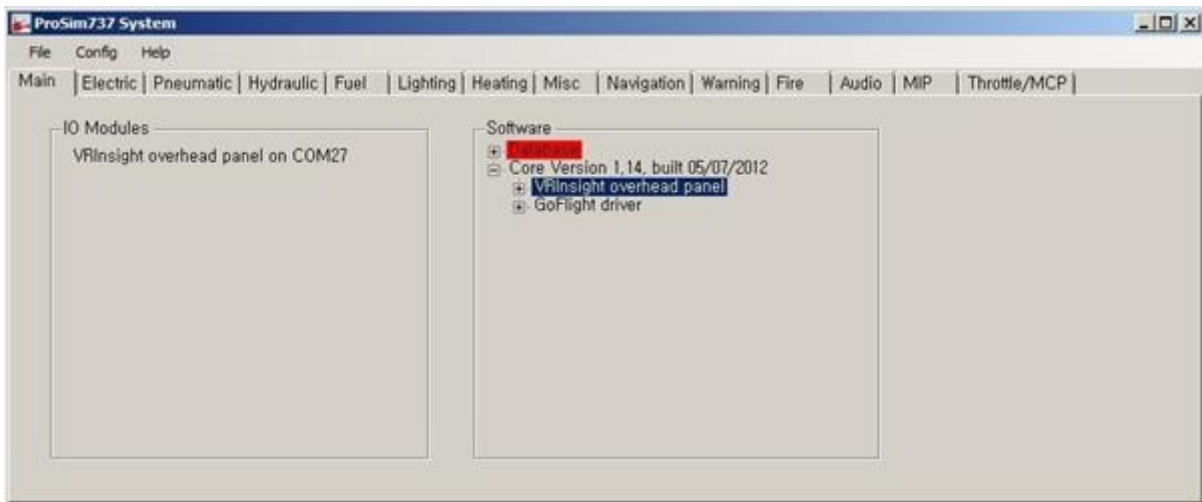 ProSim737 System
File Config Help
Main Electric Pneumatic Hydraulic Fuel Lighting Heating Misc Navigation Warning Fire Audio MIP Throttle/MCP
IO Modules
VRInsight overhead panel on COM27
Software
Database
Core Version 1,14, built 05/07/2012
VRInsight overhead panel
GoFlight driver